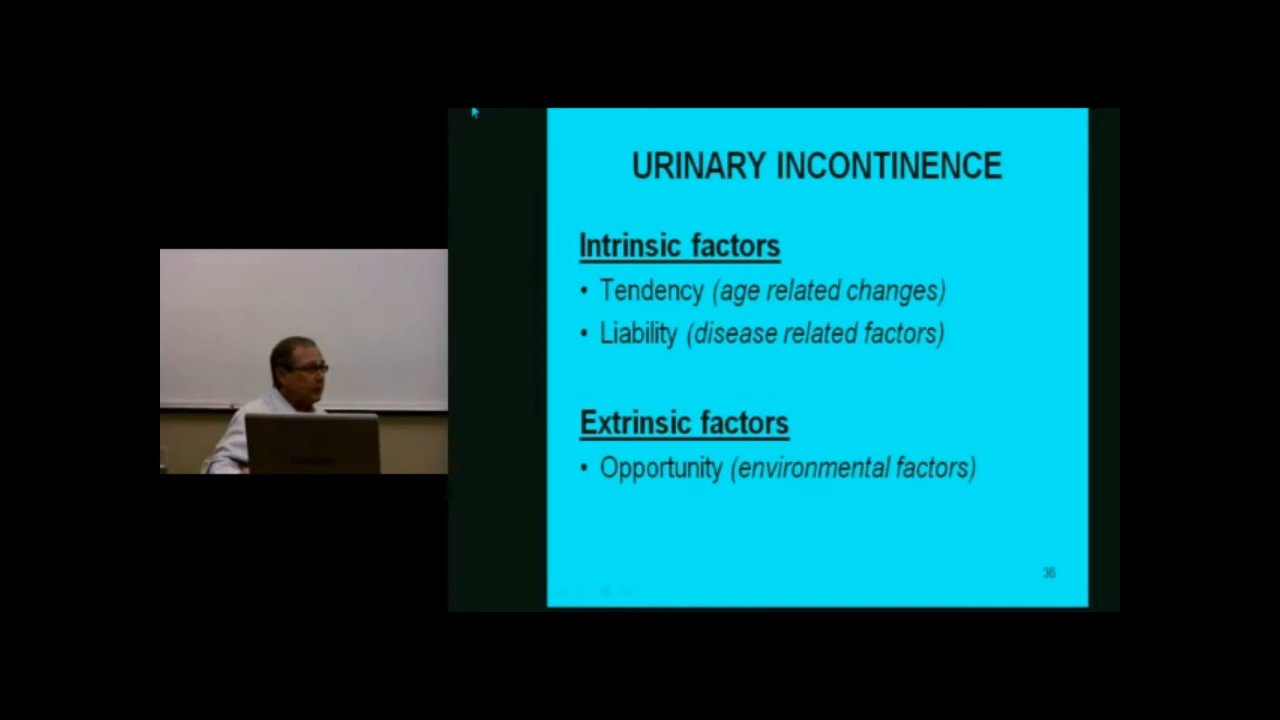 URINARY INCONTINENCE
Intrinsic factors
• Tendency (age related changes)
• Liability (disease related factors)
Extrinsic factors
• Opportunity (environmental factors)
36